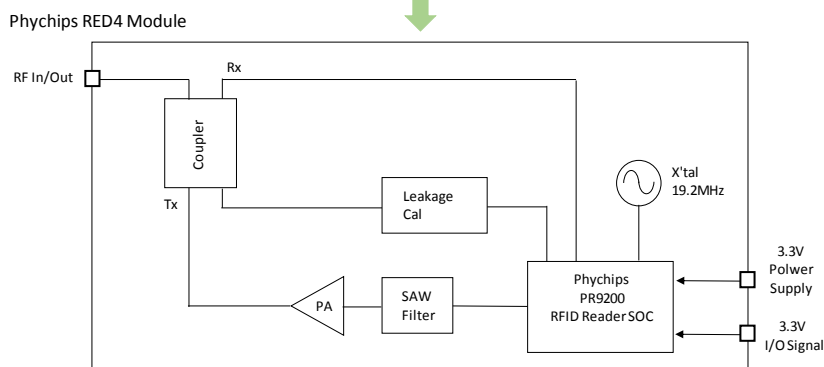 Phychips RED4 Module
RF In/Out
Rx
Coupler
Tx
Leakage
Cal
X'tal
19.2MHz
PA
SAW
Filter
Phychips
PR9200
RFID Reader SOC
3.3V
Polwer
Supply
3.3V
I/O Signal